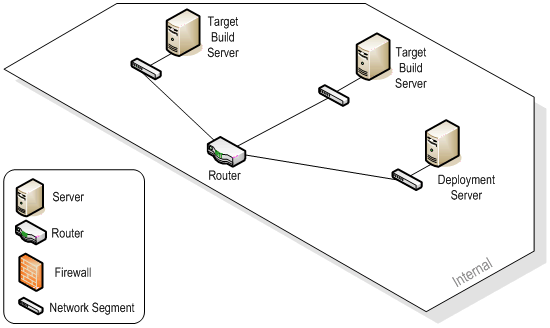 Target
Build
Server
Target
Build
Server
Router
Deployment
Server
Internal
Server
Router
Firewall
Network Segment